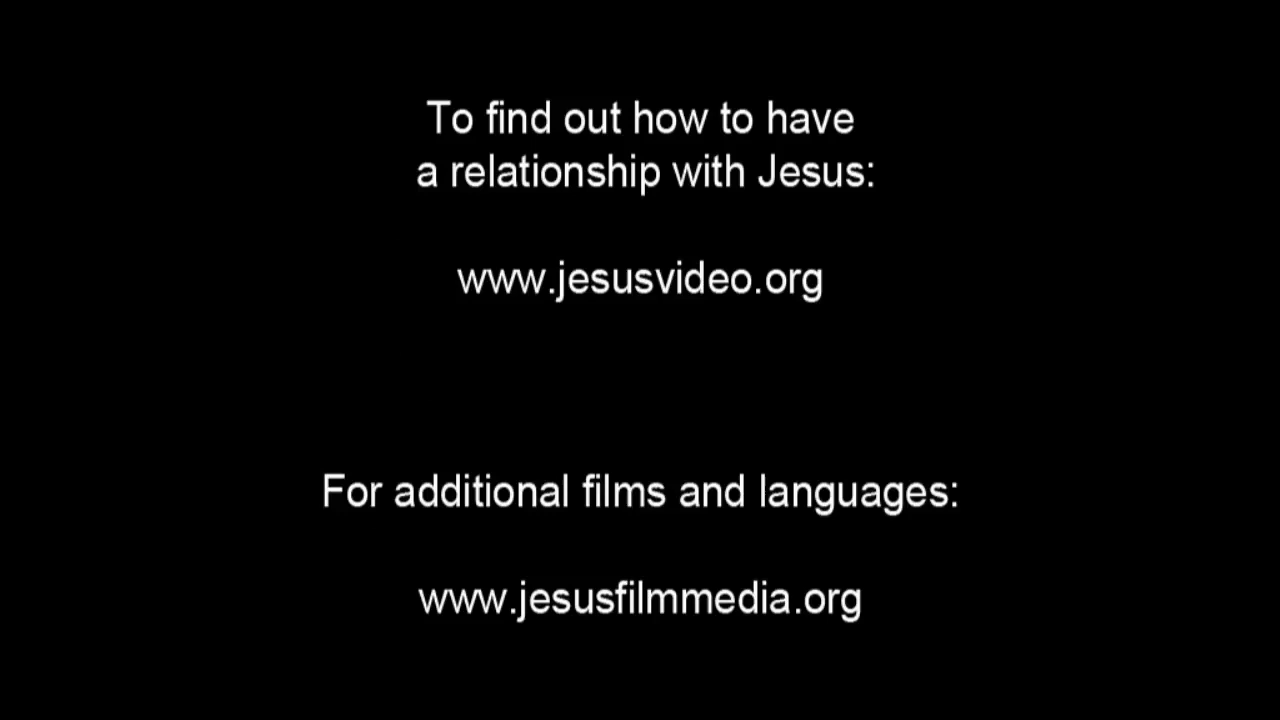 To find out how to have
a relationship with Jesus:
www.jesusvideo.org
For additional films and languages:
www.jesusfilmmedia.org